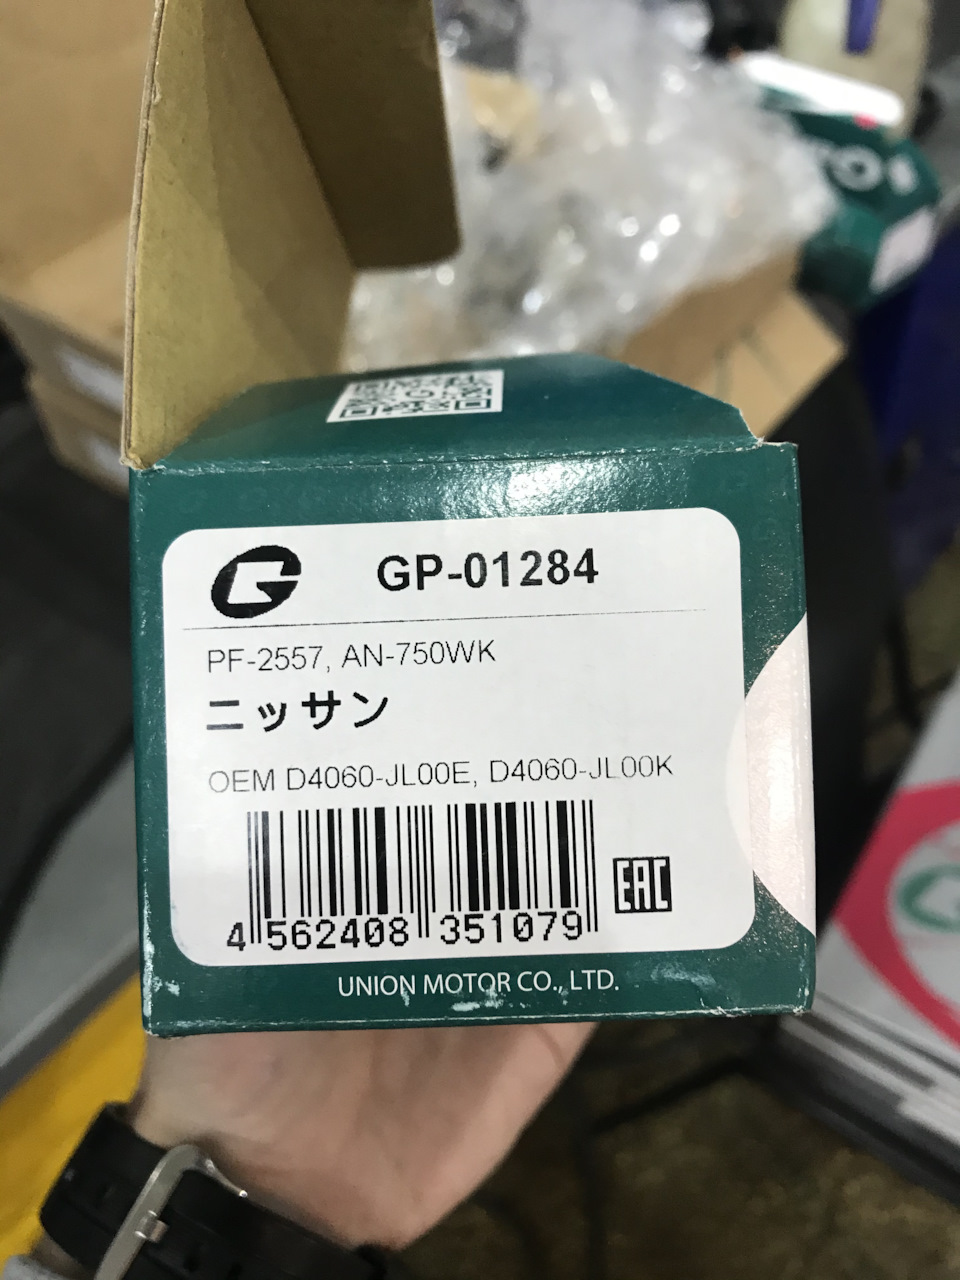 G GP-01284
PF-2557, AN-750WK
ニッサン
OEM D4060-JL00E, D4060-JL00K
4 562408 351079
EAC
UNION MOTOR CO., LTD.